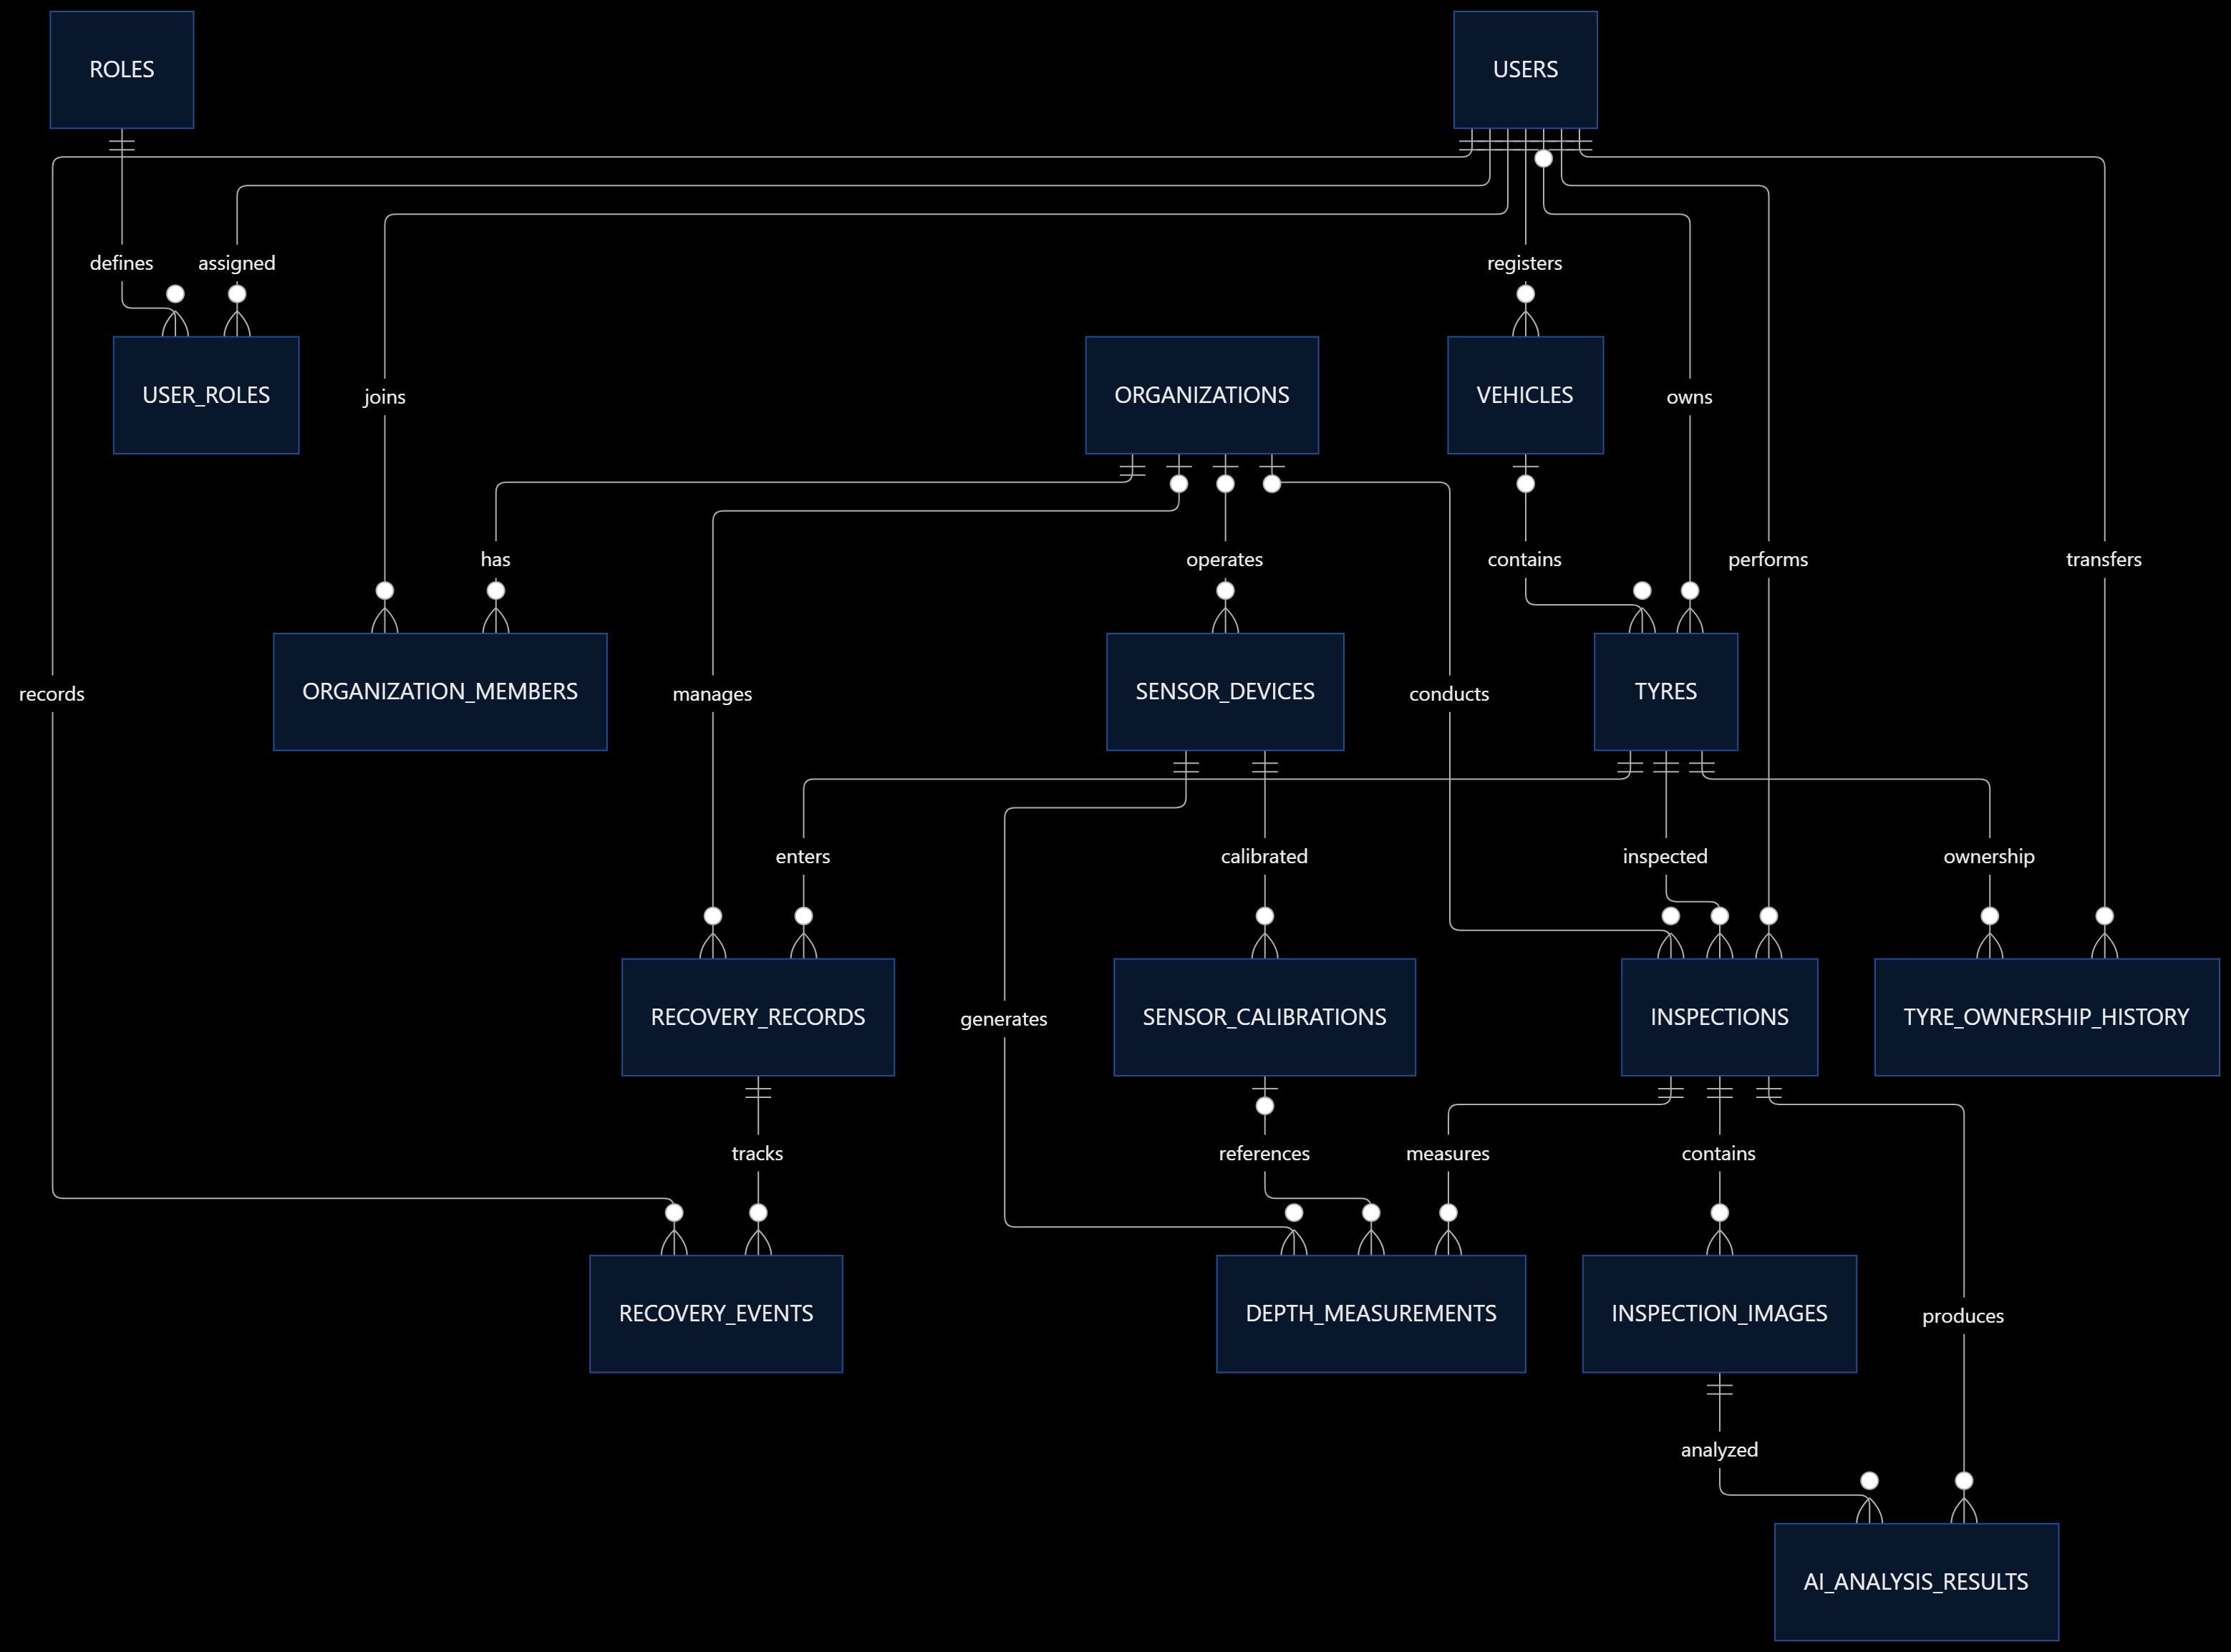 ROLES
USERS
defines
assigned
registers
USER_ROLES
joins
ORGANIZATIONS
VEHICLES
owns
has
operates
contains
performs
transfers
records
ORGANIZATION_MEMBERS
manages
SENSOR_DEVICES
conducts
TYRES
enters
calibrated
inspected
ownership
RECOVERY_RECORDS
generates
SENSOR_CALIBRATIONS
INSPECTIONS
TYRE_OWNERSHIP_HISTORY
tracks
references
measures
contains
RECOVERY_EVENTS
DEPTH_MEASUREMENTS
INSPECTION_IMAGES
produces
analyzed
AI_ANALYSIS_RESULTS